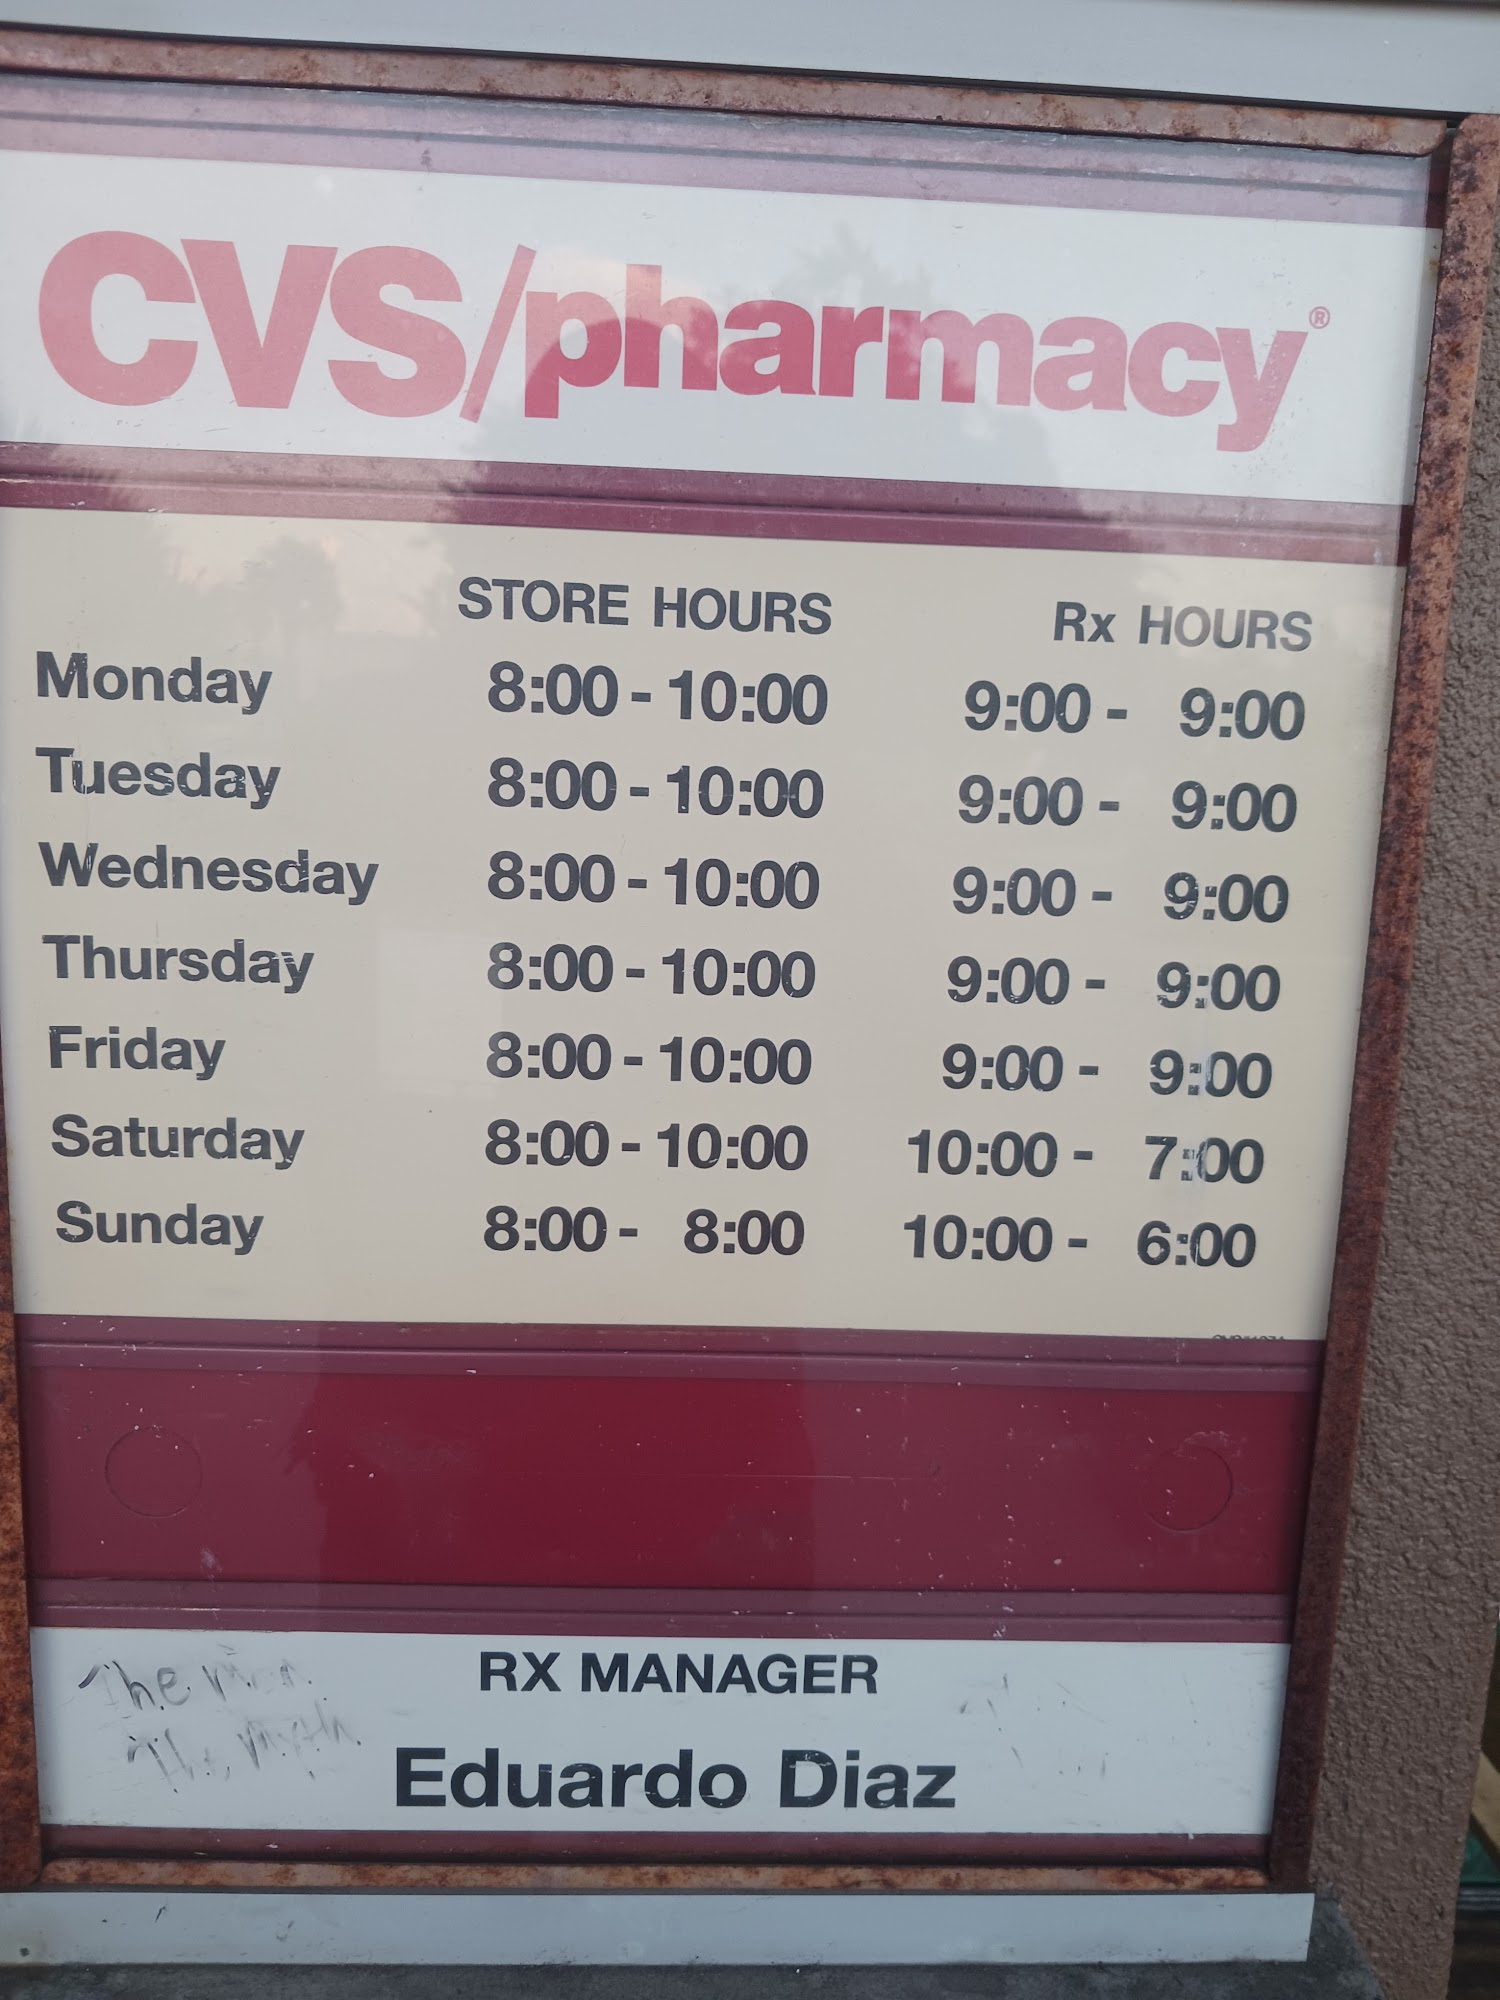 CVS/pharmacy®
STORE HOURS Rx HOURS
Monday 8:00 - 10:00 9:00 - 9:00
Tuesday 8:00 - 10:00 9:00 - 9:00
Wednesday 8:00 - 10:00 9:00 - 9:00
Thursday 8:00 - 10:00 9:00 - 9:00
Friday 8:00 - 10:00 9:00 - 9:00
Saturday 8:00 - 10:00 10:00 - 7:00
Sunday 8:00 - 8:00 10:00 - 6:00
RX MANAGER
Eduardo Diaz
The
The myth